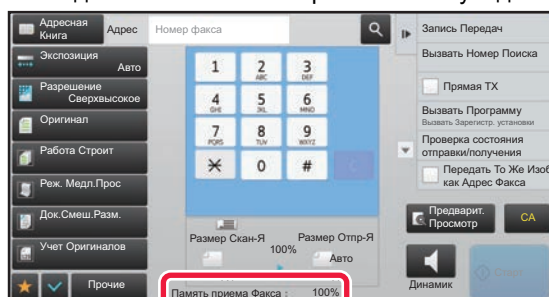 Адресная
Книга
Адрес
Номер факса
Экспозиция
Авто
Разрешение
Сверхвысокое
Оригинал
Работа Строит
Реж. Медл.Прос
Док.Смеш.Разм.
Учет Оригиналов
Прочие
1
2 ABC
3 DEF
4 GHI
5 JKL
6 MNO
7 PQRS
8 TUV
9 WXYZ
0
#
Размер Скан-Я
100%
Размер Отпр-Я
Авто
Память приема Факса : 100%
Запись Передач
Вызвать Номер Поиска
Прямая TX
Вызвать Программу
Вызвать Зарегистр. установки
Проверка состояния
отправки/получения
Передать То Же Изоб
как Адрес Факса
Предварит.
Просмотр
CA
Динамик
Старт